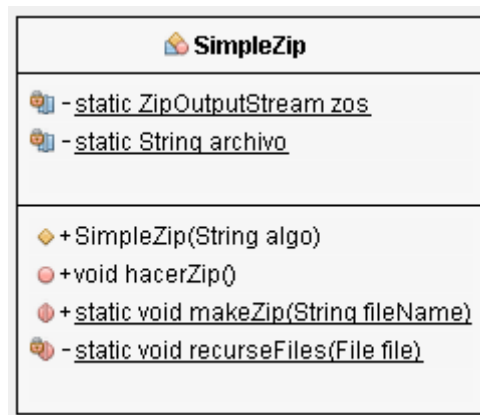 SimpleZip
- static ZipOutputStream zos
- static String archivo
+ SimpleZip(String algo)
+ void hacerZip()
+ static void makeZip(String fileName)
- static void recurseFiles(File file)